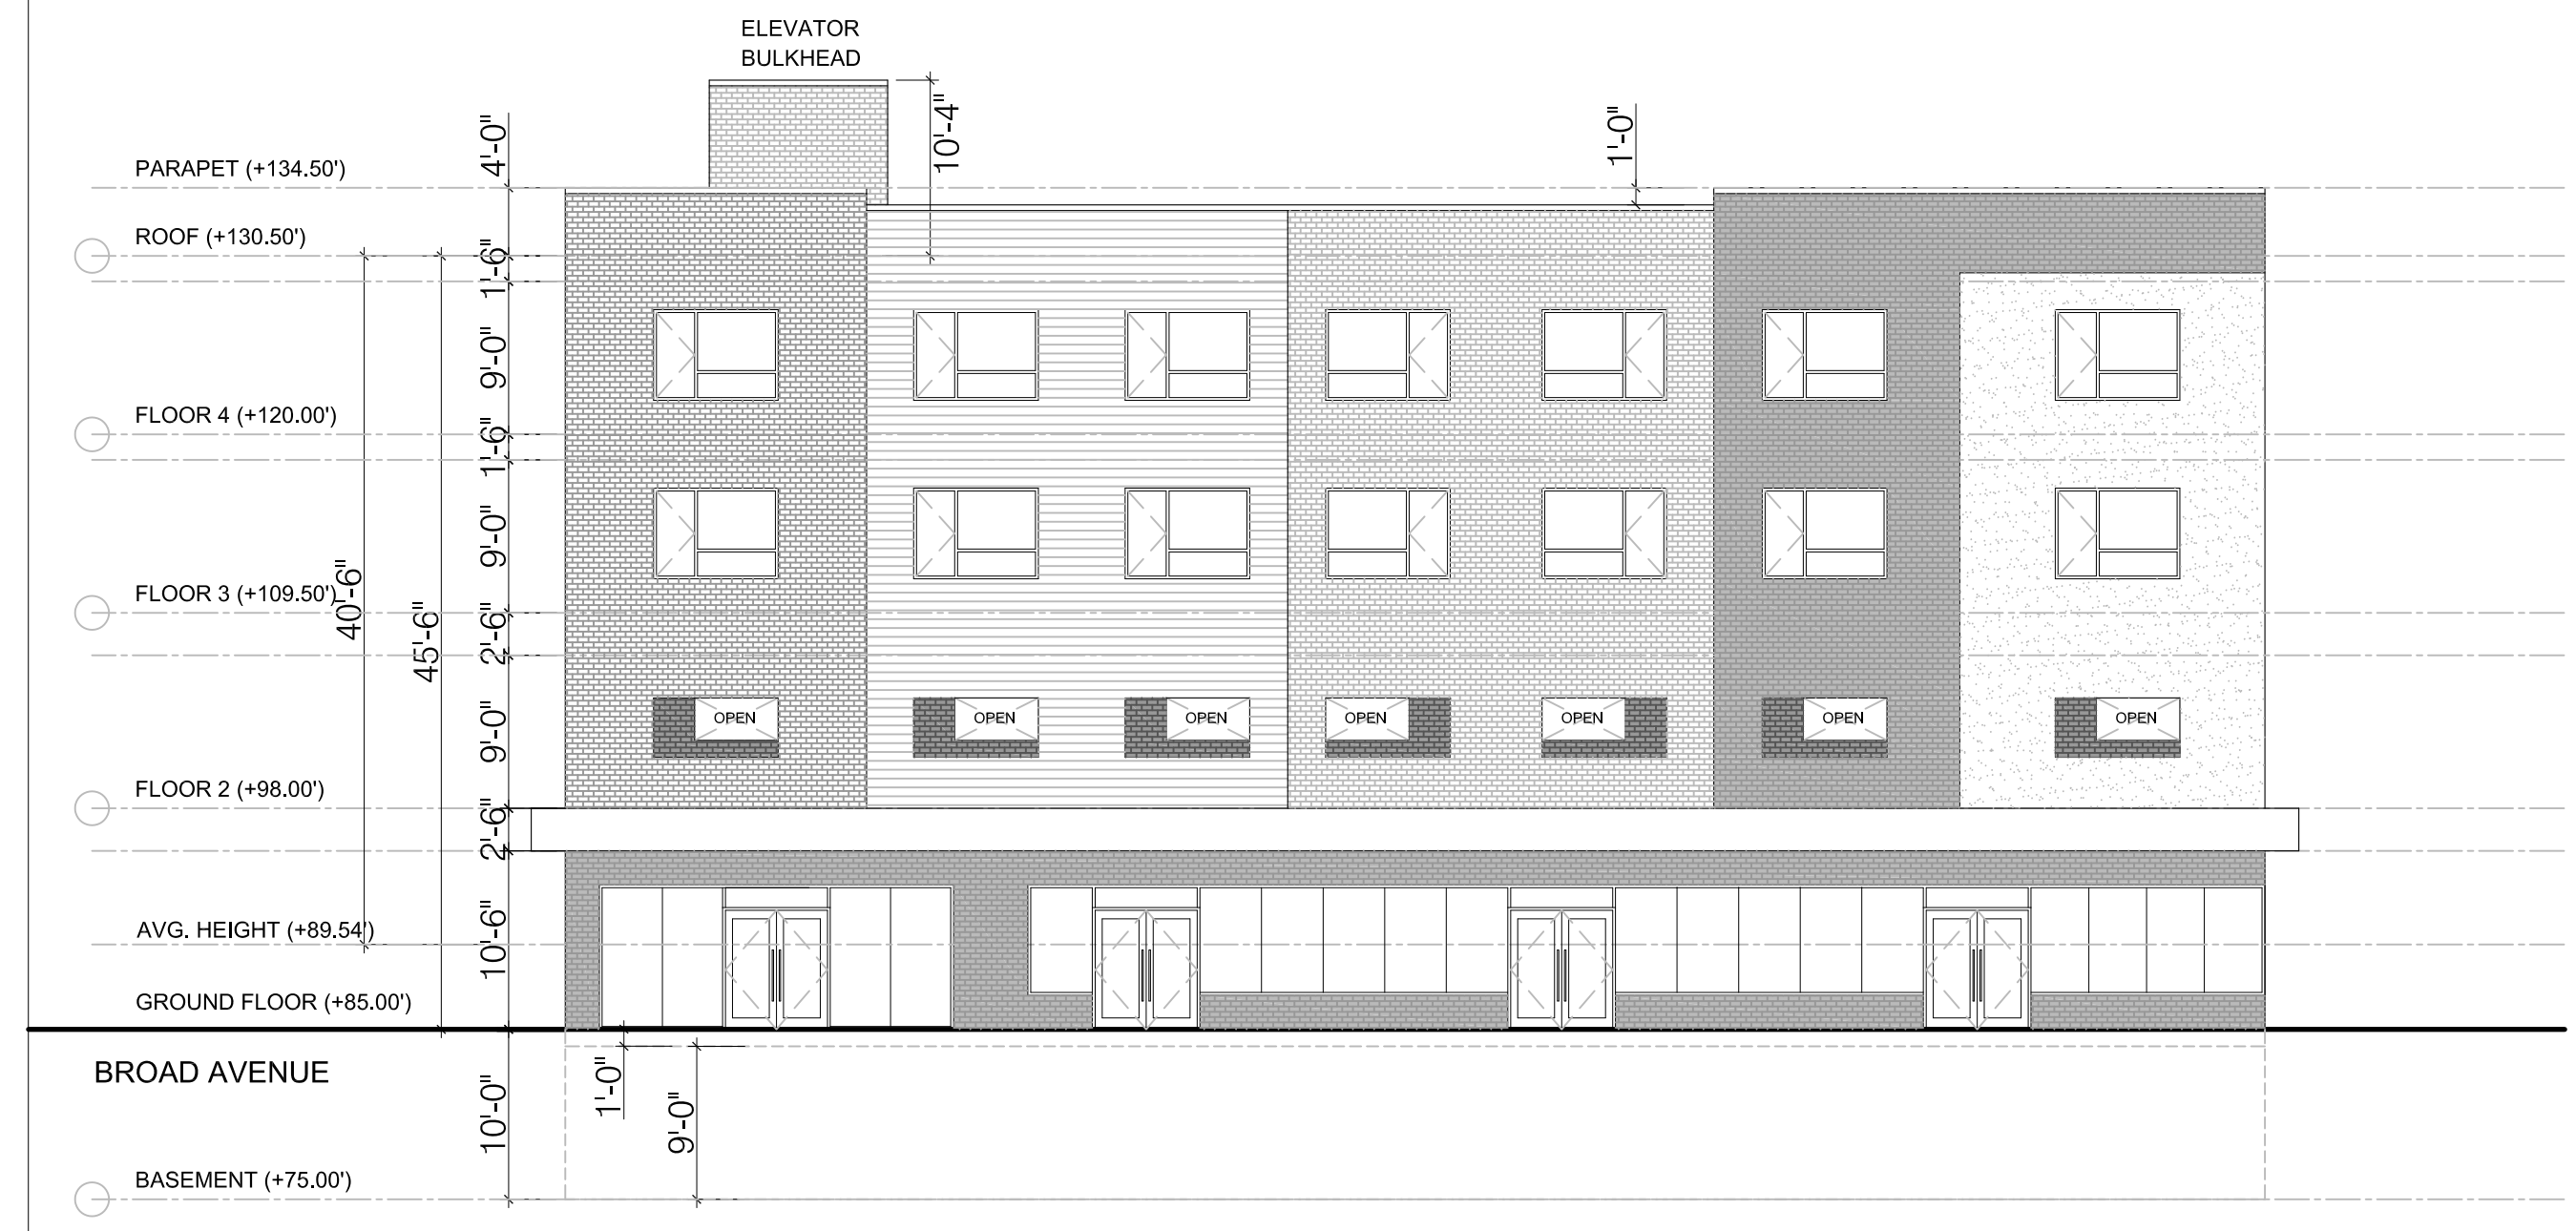 ELEVATOR
BULKHEAD
10'-4"
1'-0"
4'-0"
PARAPET (+134.50')
ROOF (+130.50')
1'-6"
9'-0"
FLOOR 4 (+120.00')
1'-6"
9'-0"
FLOOR 3 (+109.50')
40'-6"
45'-6"
2'-6"
9'-0"
OPEN
OPEN
OPEN
OPEN
OPEN
OPEN
OPEN
FLOOR 2 (+98.00')
2'-6"
10'-6"
AVG. HEIGHT (+89.54')
GROUND FLOOR (+85.00')
BROAD AVENUE
10'-0"
1'-0"
9'-0"
BASEMENT (+75.00')